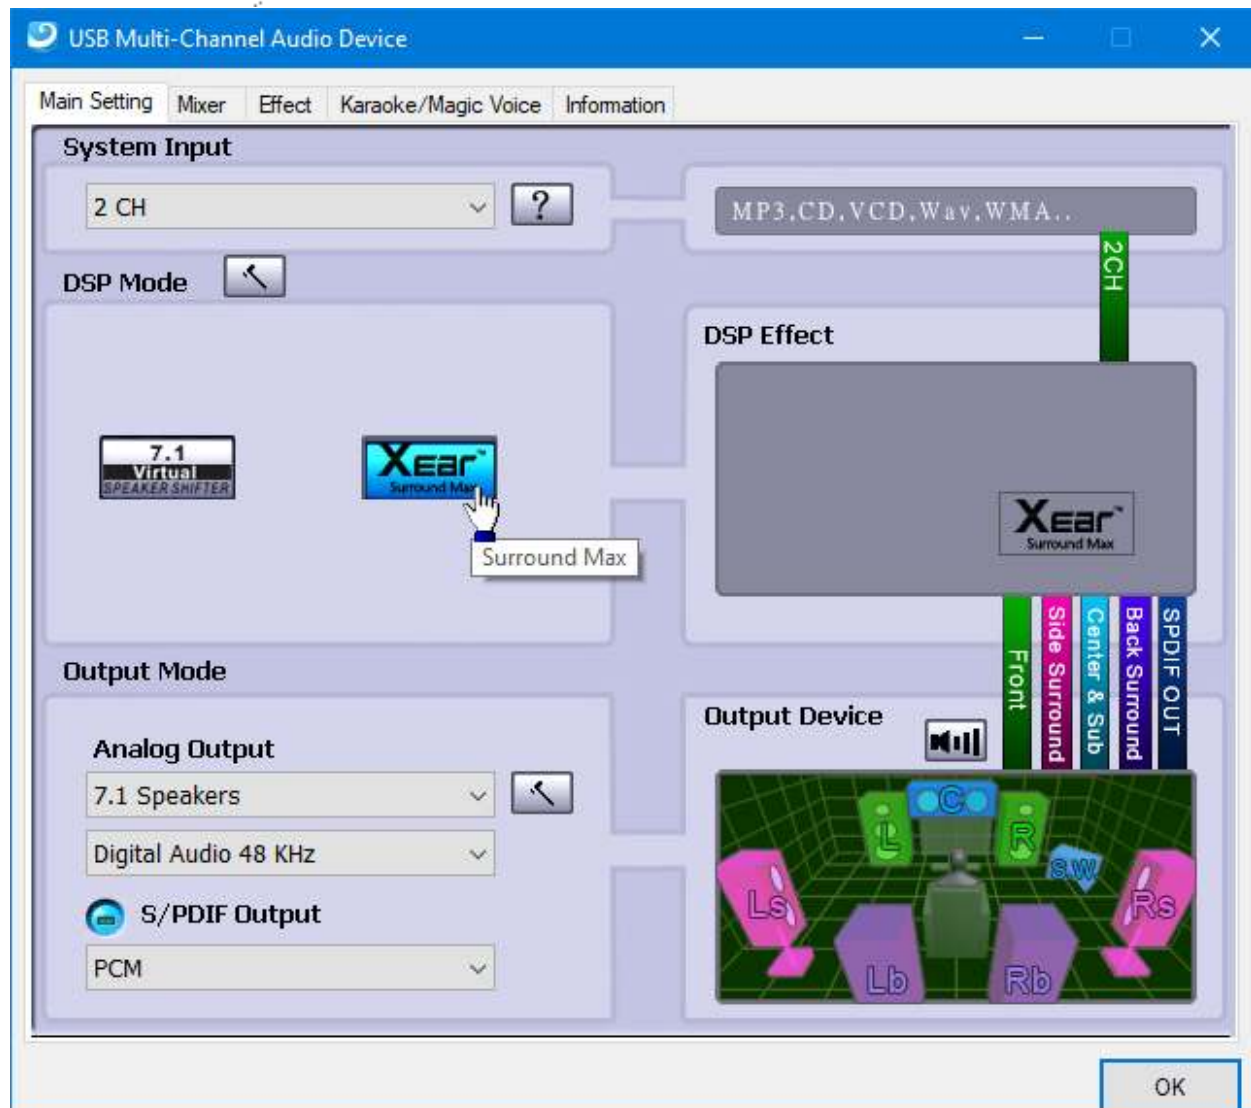 USB Multi-Channel Audio Device
Main Setting Mixer Effect Karaoke/Magic Voice Information
System Input
2 CH
?
MP3,CD,VCD,Wav,WMA..
2CH
DSP Mode
DSP Effect
7.1
Virtual
SPEAKER SHIFTER
Xear™
Surround Max
Surround Max
Xear™
Surround Max
Front
Side Surround
Center & Sub
Back Surround
SPDIF OUT
Output Mode
Analog Output
7.1 Speakers
Digital Audio 48 KHz
S/PDIF Output
PCM
Output Device
C
L
R
S.W
Ls
Rs
Lb
Rb
OK